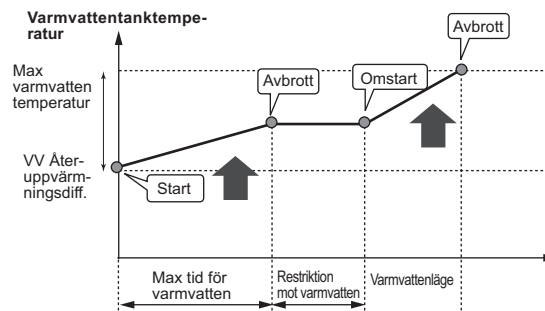 Varmvattentanktempe-
ratur
Avbrott
Max
varmvatten
temperatur
Avbrott
Omstart
VV Åter-
uppvärm-
ningsdiff.
Start
Max tid för
varmvatten
Restriktion
mot varmvatten
Varmvattenläge